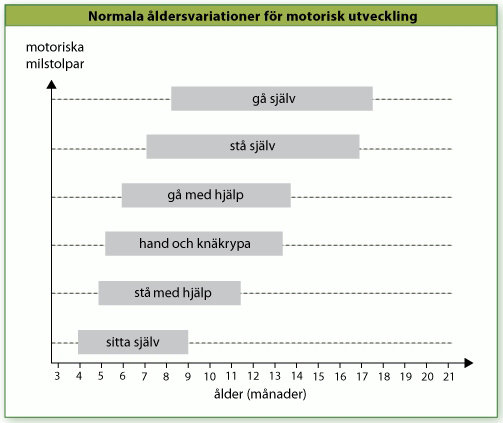 Normala åldersvariationer för motorisk utveckling
motoriska
milstolpar
gå själv
stå själv
gå med hjälp
hand och knäkrypa
stå med hjälp
sitta själv
3 4 5 6 7 8 9 10 11 12 13 14 15 16 17 18 19 20 21
ålder (månader)